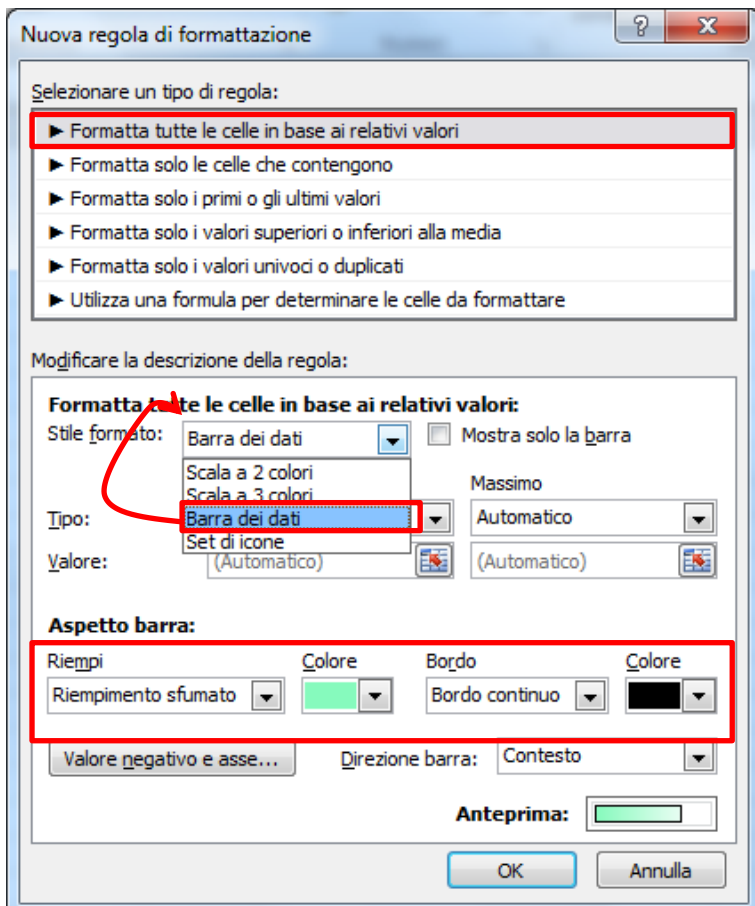 Nuova regola di formattazione
Selezionare un tipo di regola:
► Formatta tutte le celle in base ai relativi valori
► Formatta solo le celle che contengono
► Formatta solo i primi o gli ultimi valori
► Formatta solo i valori superiori o inferiori alla media
► Formatta solo i valori univoci o duplicati
► Utilizza una formula per determinare le celle da formattare
Modificare la descrizione della regola:
Formatta tutte le celle in base ai relativi valori:
Stile formato: Barra dei dati Mostra solo la barra
Scala a 2 colori
Scala a 3 colori
Barra dei dati
Set di icone
Massimo
Tipo: Automatico
Valore: (Automatico) (Automatico)
Aspetto barra:
Riempi Colore Bordo Colore
Riempimento sfumato Bordo continuo
Valore negativo e asse... Direzione barra: Contesto
Anteprima:
OK Annulla